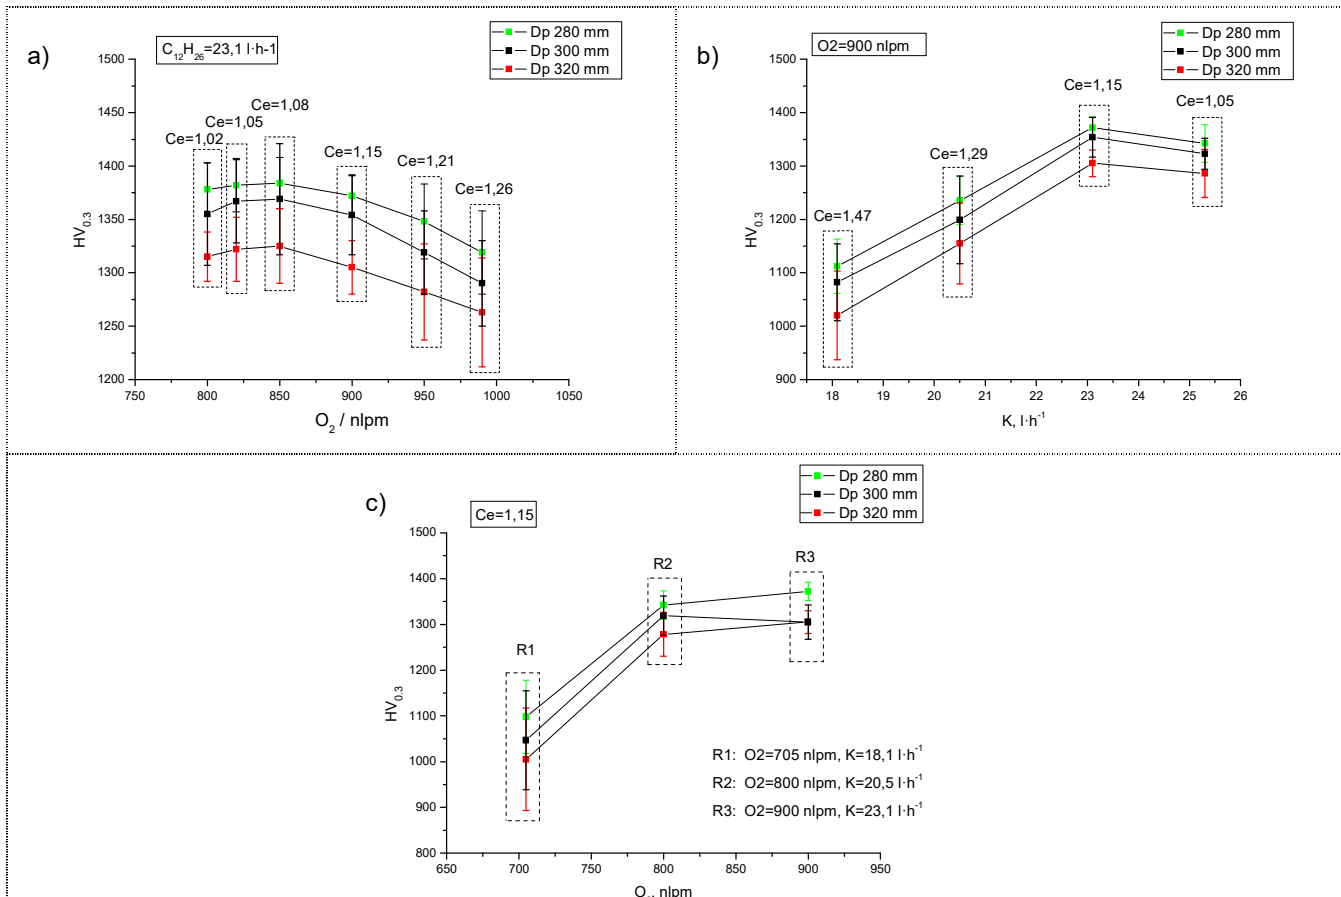 a)
C₁₂H₂₆=23,1 l·h-1
Dp 280 mm
Dp 300 mm
Dp 320 mm
Ce=1,02
Ce=1,05
Ce=1,08
Ce=1,15
Ce=1,21
Ce=1,26
1500
1450
1400
1350
1300
1250
1200
HV₀.₃
750 800 850 900 950 1000 1050
O₂ / nlpm
b)
O2=900 nlpm
Dp 280 mm
Dp 300 mm
Dp 320 mm
Ce=1,47
Ce=1,29
Ce=1,15
Ce=1,05
1500
1400
1300
1200
1100
1000
900
HV₀.₃
18 19 20 21 22 23 24 25 26
K, l·h⁻¹
c)
Ce=1,15
Dp 280 mm
Dp 300 mm
Dp 320 mm
R1
R2
R3
1500
1400
1300
1200
1100
1000
900
800
HV₀.₃
R1: O2=705 nlpm, K=18,1 l·h⁻¹
R2: O2=800 nlpm, K=20,5 l·h⁻¹
R3: O2=900 nlpm, K=23,1 l·h⁻¹
650 700 750 800 850 900 950
nlpm